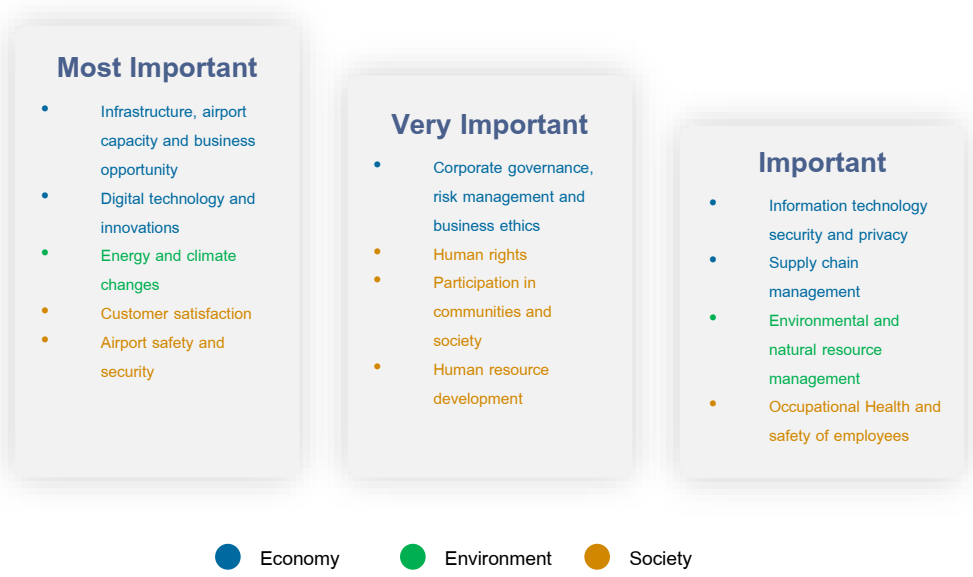 Most Important
• Infrastructure, airport
capacity and business
opportunity
• Digital technology and
innovations
• Energy and climate
changes
• Customer satisfaction
• Airport safety and
security
Very Important
• Corporate governance,
risk management and
business ethics
• Human rights
• Participation in
communities and
society
• Human resource
development
Important
• Information technology
security and privacy
• Supply chain
management
• Environmental and
natural resource
management
• Occupational Health and
safety of employees
Economy
Environment
Society